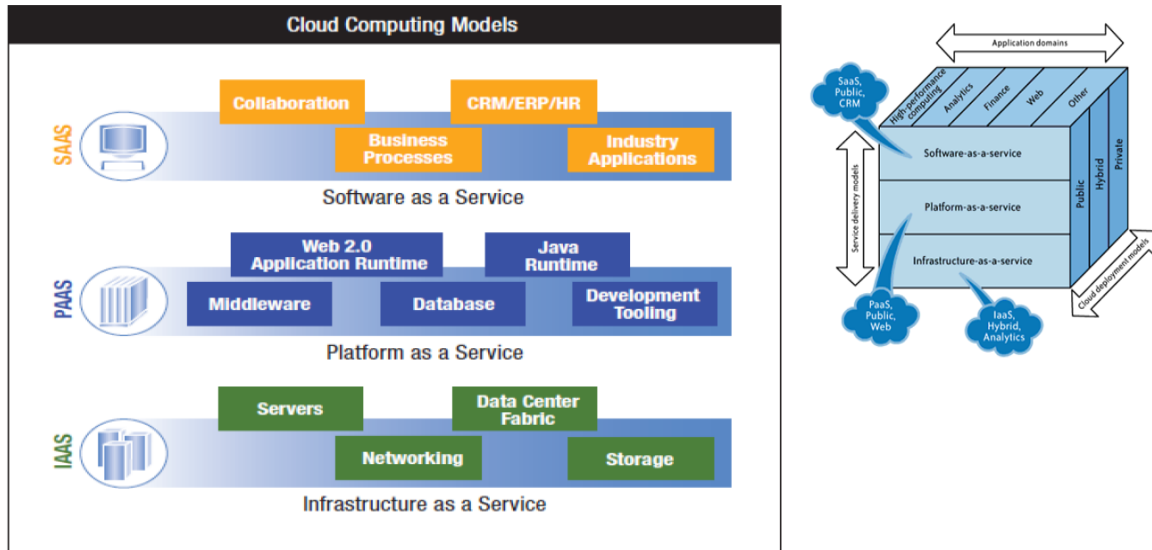 Cloud Computing Models
SAAS
Collaboration
CRM/ERP/HR
Business
Processes
Industry
Applications
Software as a Service
PAAS
Web 2.0
Application Runtime
Java
Runtime
Middleware
Database
Development
Tooling
Platform as a Service
IAAS
Servers
Data Center
Fabric
Networking
Storage
Infrastructure as a Service
Application domains
SaaS,
Public,
CRM
High-performance
computing
Analytics
Finance
Web
Other
Service delivery models
Software-as-a-service
Platform-as-a-service
Infrastructure-as-a-service
Public
Hybrid
Private
Cloud deployment models
PaaS,
Public,
Web
IaaS,
Hybrid,
Analytics